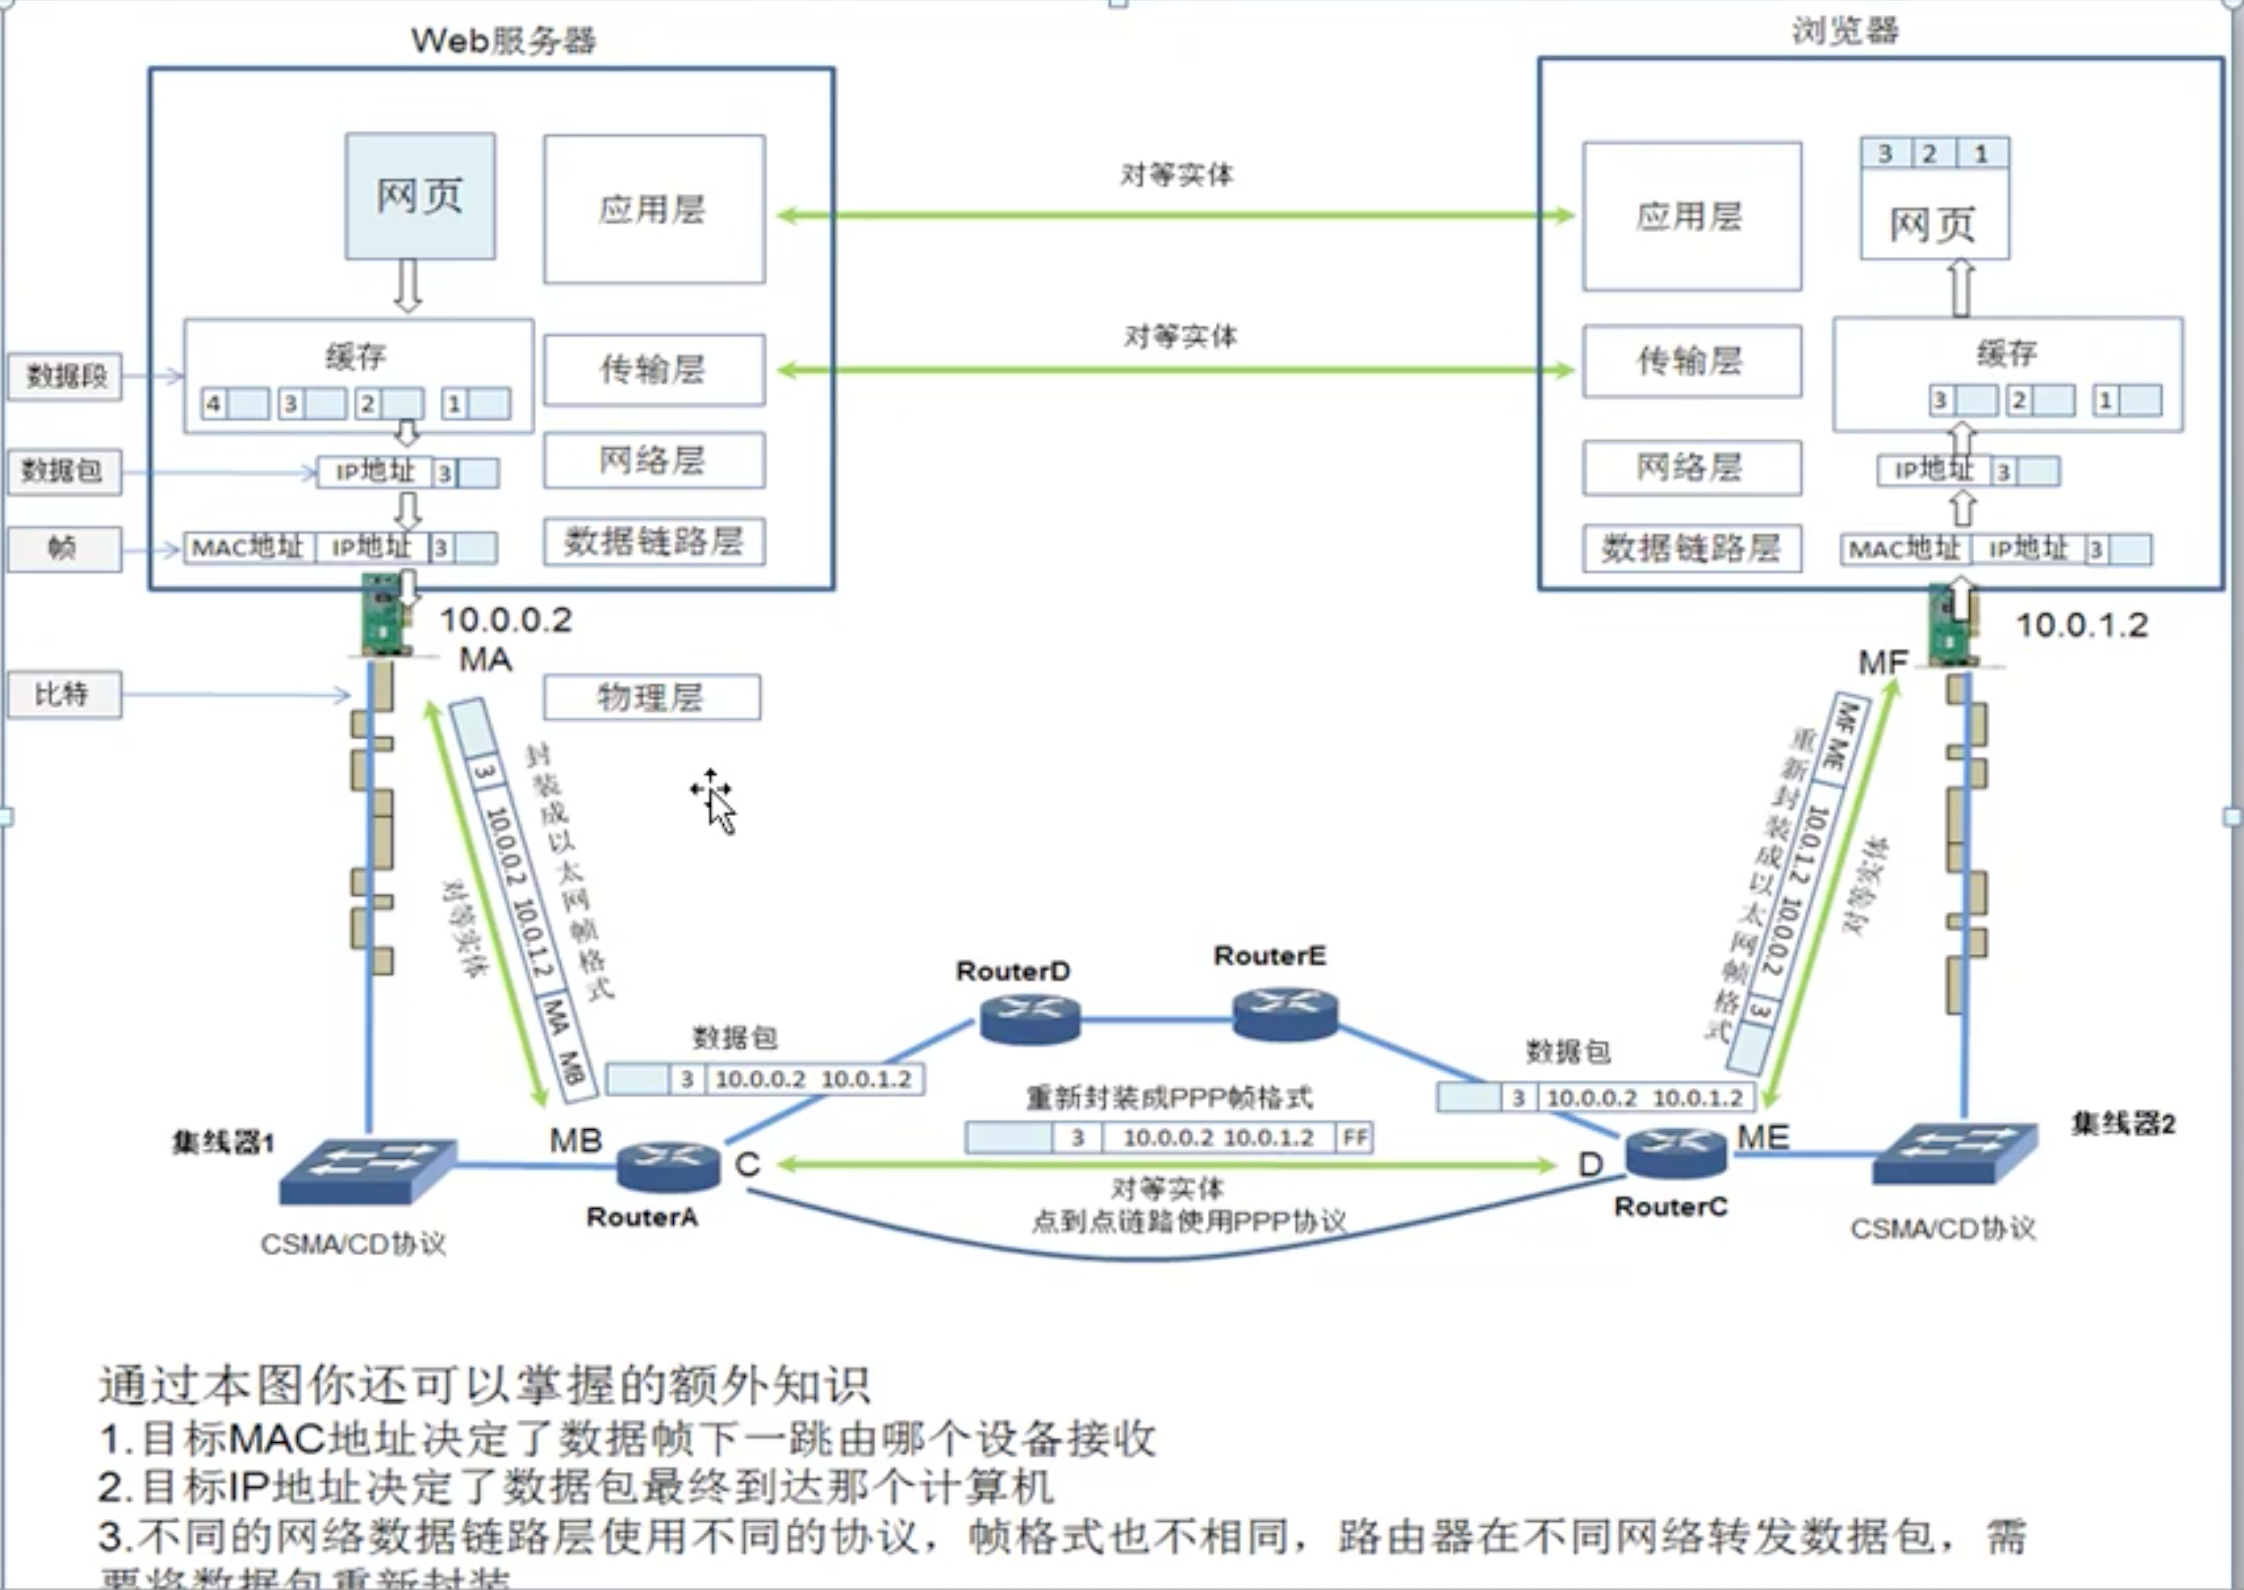 Web服务器
浏览器
网页
应用层
对等实体
应用层
3 2 1
网页
数据段
缓存
4 3 2 1
传输层
对等实体
传输层
缓存
3 2 1
数据包
IP地址 3
网络层
网络层
IP地址 3
帧
MAC地址 IP地址 3
数据链路层
数据链路层
MAC地址 IP地址 3
10.0.0.2
MA
10.0.1.2
MF
比特
物理层
3 10.0.0.2 10.0.1.2 MA MB
封装成以太网帧格式
对等实体
MF ME 10.0.1.2 10.0.0.2 3
重新封装成以太网帧格式
对等实体
RouterD
RouterE
数据包
3 10.0.0.2 10.0.1.2
数据包
3 10.0.0.2 10.0.1.2
重新封装成PPP帧格式
3 10.0.0.2 10.0.1.2 FF
集线器1
MB
C
D
ME
集线器2
对等实体
点到点链路使用PPP协议
RouterA
RouterC
CSMA/CD协议
CSMA/CD协议
通过本图你还可以掌握的额外知识
1.目标MAC地址决定了数据帧下一跳由哪个设备接收
2.目标IP地址决定了数据包最终到达那个计算机
3.不同的网络数据链路层使用不同的协议，帧格式也不相同，路由器在不同网络转发数据包，需
要将数据包重新封装